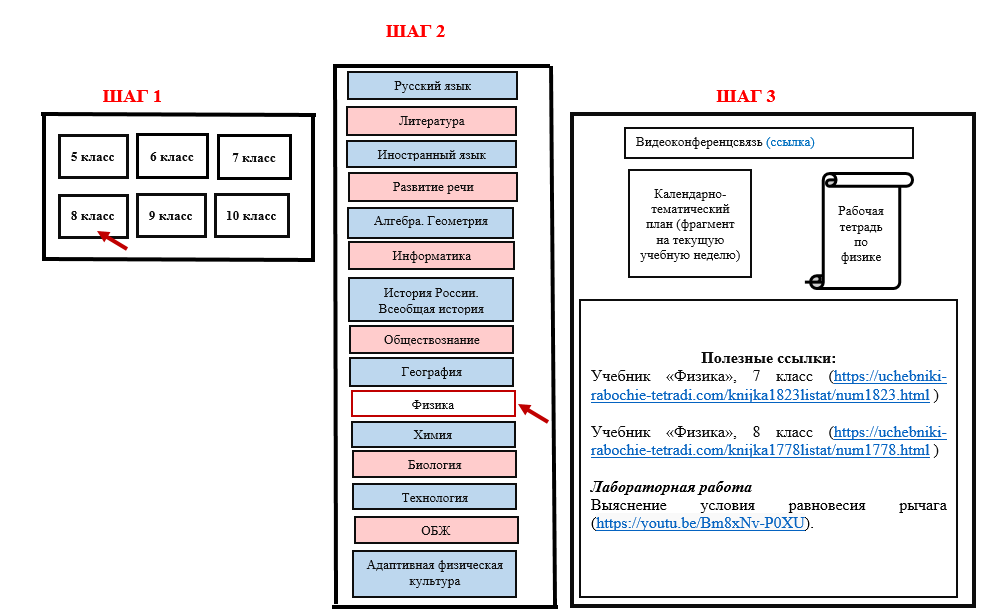 ШАГ 1
5 класс
6 класс
7 класс
8 класс
9 класс
10 класс
ШАГ 2
Русский язык
Литература
Иностранный язык
Развитие речи
Алгебра. Геометрия
Информатика
История России.
Всеобщая история
Обществознание
География
Физика
Химия
Биология
Технология
ОБЖ
Адаптивная физическая
культура
ШАГ 3
Видеоконференцсвязь (ссылка)
Календарно-
тематический
план (фрагмент
на текущую
учебную неделю)
Рабочая
тетрадь
по
физике
Полезные ссылки:
Учебник «Физика», 7 класс (https://uchebniki-
rabochie-tetradi.com/knijka1823listat/num1823.html )
Учебник «Физика», 8 класс (https://uchebniki-
rabochie-tetradi.com/knijka1778listat/num1778.html )
Лабораторная работа
Выяснение условия равновесия рычага
(https://youtu.be/Bm8xNv-P0XU).